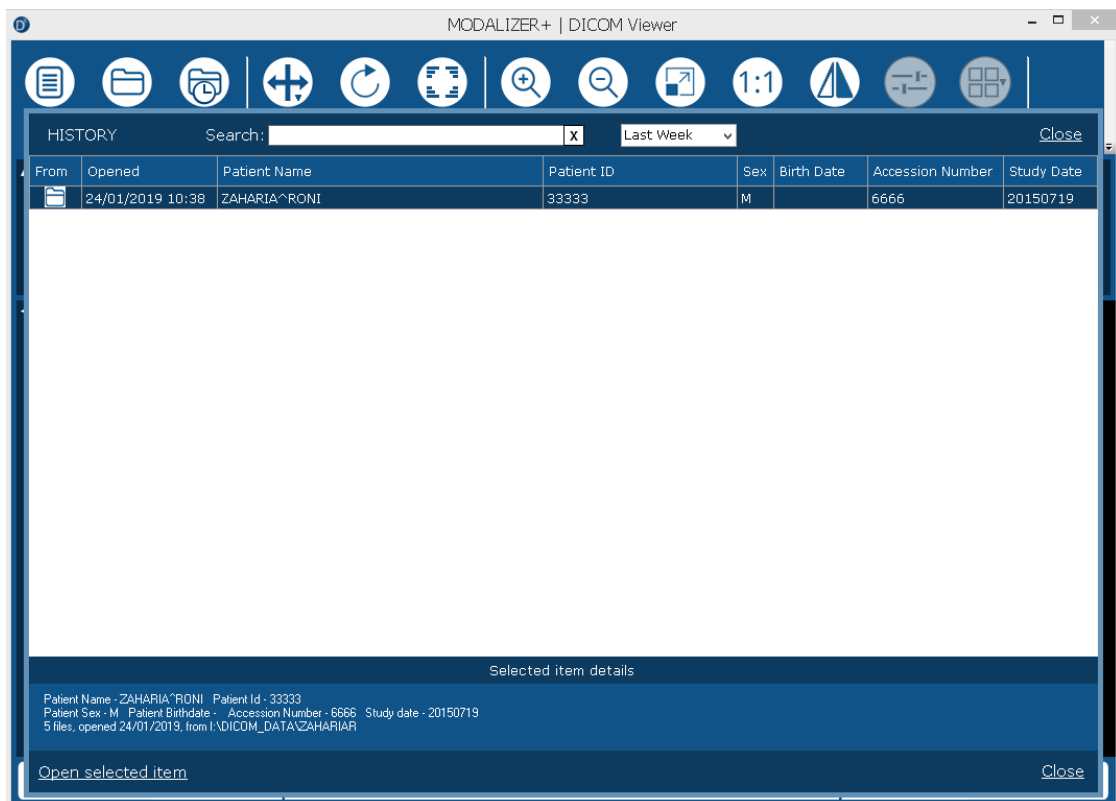 MODALIZER+ | DICOM Viewer
1:1
HISTORY Search: X Last Week Close
From Opened Patient Name Patient ID Sex Birth Date Accession Number Study Date
24/01/2019 10:38 ZAHARIA^RONI 33333 M 6666 20150719
Selected item details
Patient Name - ZAHARIA^RONI Patient Id - 33333
Patient Sex - M Patient Birthdate - Accession Number - 6666 Study date - 20150719
5 files, opened 24/01/2019, from I:\DICOM_DATA\ZAHARIAR
Open selected item Close